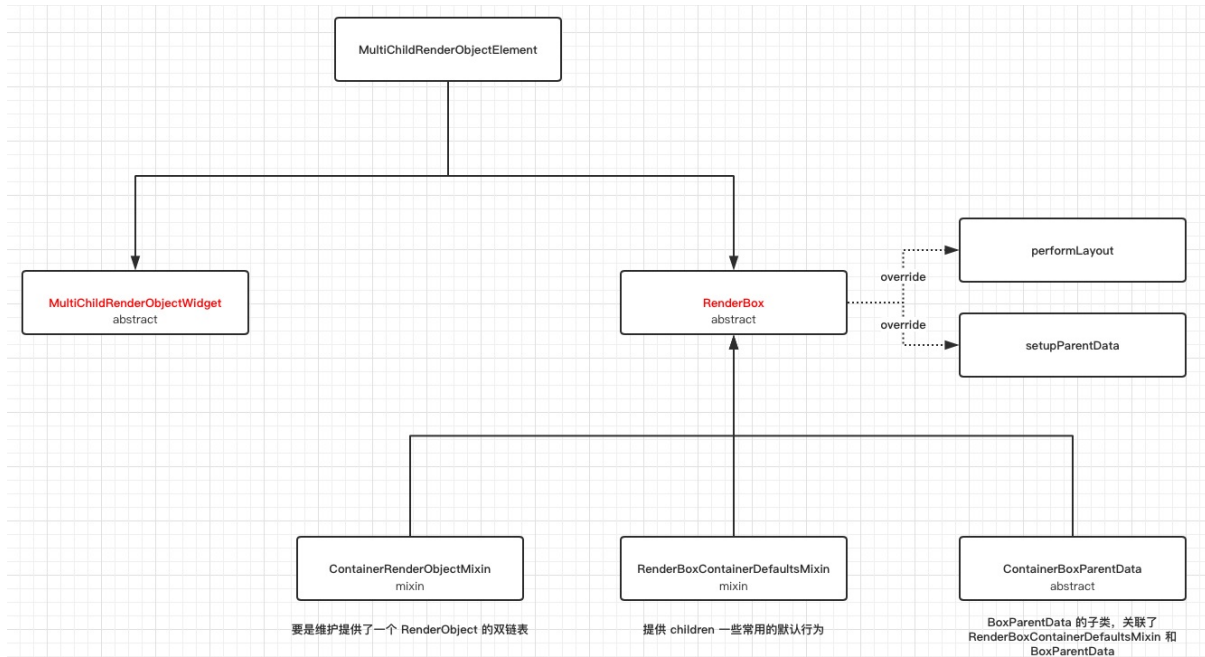 MultiChildRenderObjectElement
MultiChildRenderObjectWidget
abstract
RenderBox
abstract
override
override
performLayout
setupParentData
ContainerRenderObjectMixin
mixin
要是维护提供了一个 RenderObject 的双链表
RenderBoxContainerDefaultsMixin
mixin
提供 children 一些常用的默认行为
ContainerBoxParentData
abstract
BoxParentData 的子类，关联了
RenderBoxContainerDefaultsMixin 和
BoxParentData